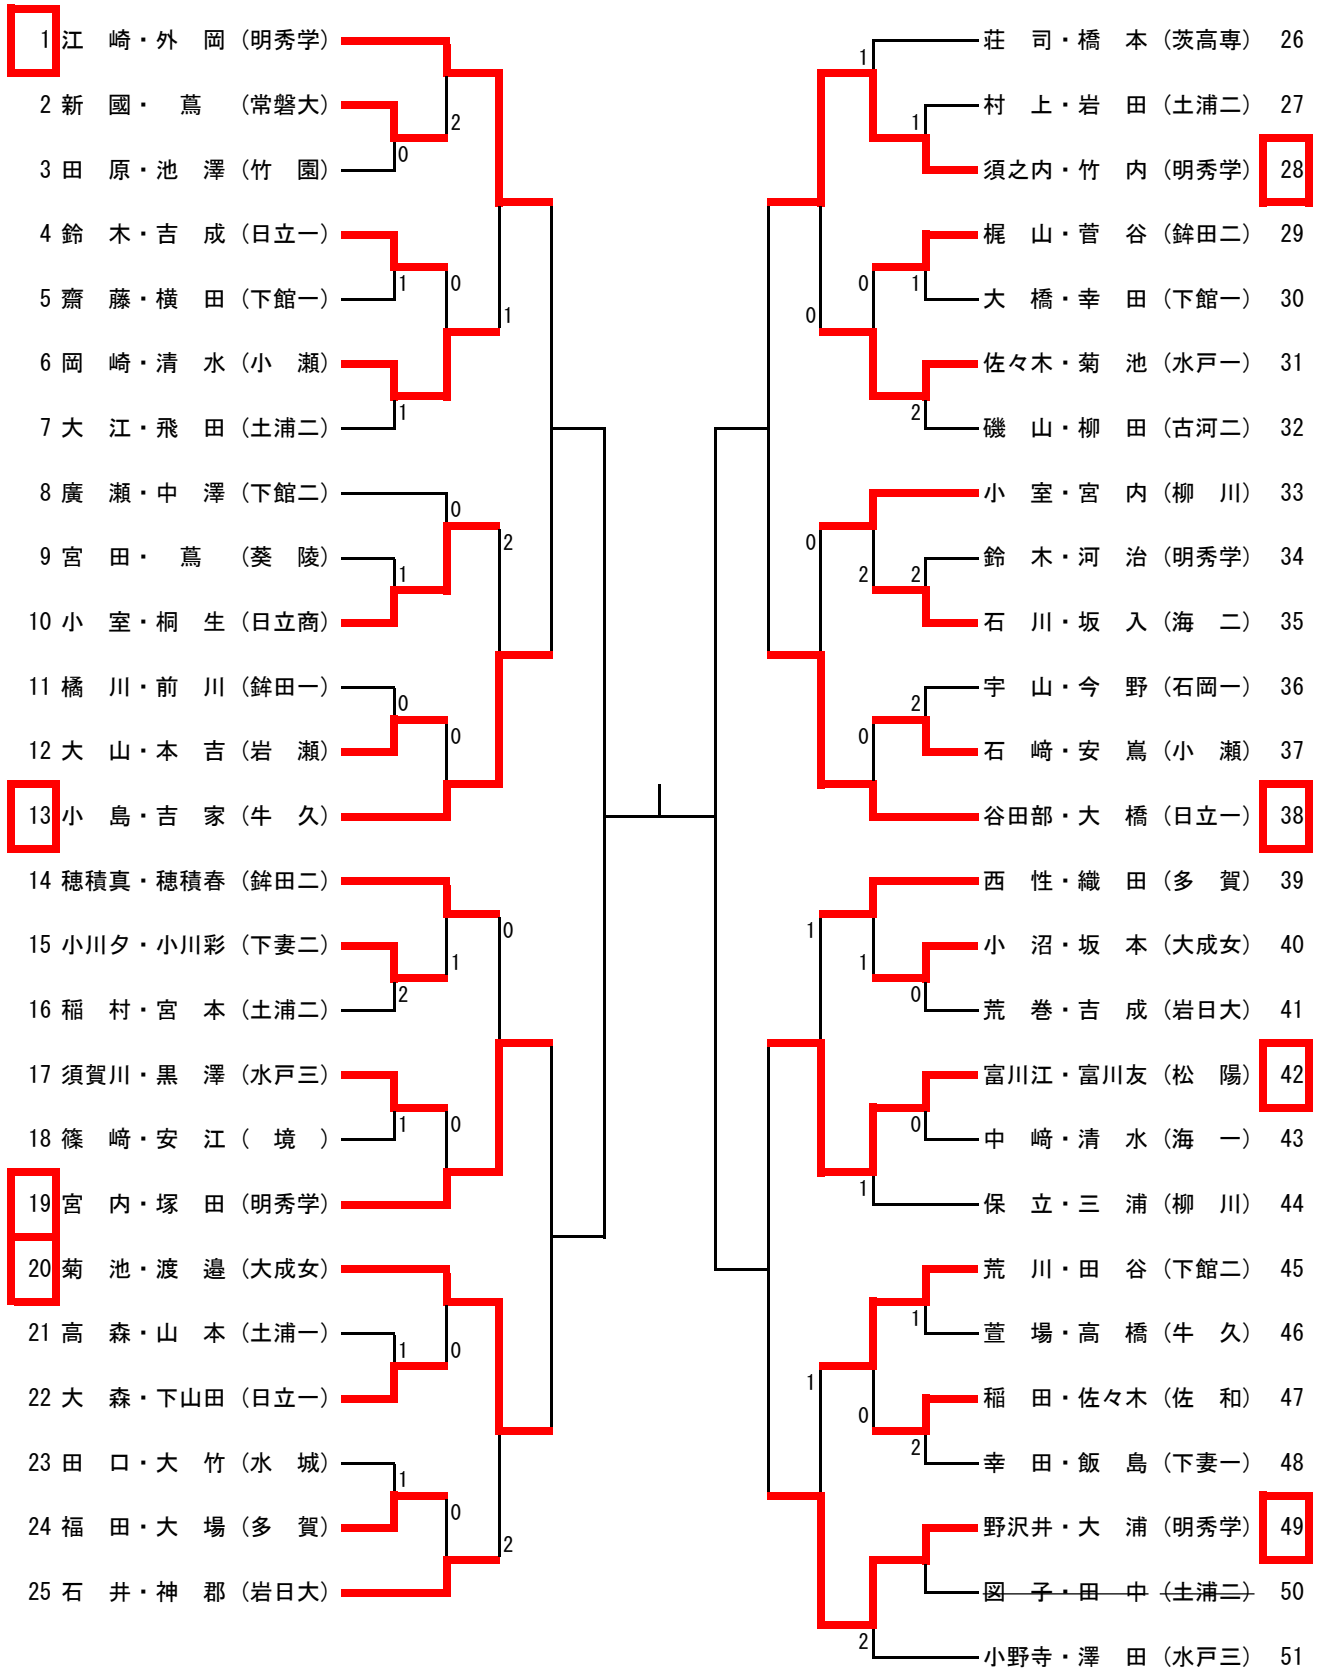 1 江　崎・外　岡（明秀学）
2 新　國・　蔦　（常磐大）
3 田　原・池　澤（竹　園）
4 鈴　木・吉　成（日立一）
5 齋　藤・横　田（下館一）
6 岡　崎・清　水（小　瀬）
7 大　江・飛　田（土浦二）
8 廣　瀬・中　澤（下館二）
9 宮　田・　蔦　（葵　陵）
10 小　室・桐　生（日立商）
11 橘　川・前　川（鉾田一）
12 大　山・本　吉（岩　瀬）
13 小　島・吉　家（牛　久）
14 穂積真・穂積春（鉾田二）
15 小川夕・小川彩（下妻二）
16 稲　村・宮　本（土浦二）
17 須賀川・黒　澤（水戸三）
18 篠　﨑・安　江（　境　）
19 宮　内・塚　田（明秀学）
20 菊　池・渡　邉（大成女）
21 高　森・山　本（土浦一）
22 大　森・下山田（日立一）
23 田　口・大　竹（水　城）
24 福　田・大　場（多　賀）
25 石　井・神　郡（岩日大）
2
0
1
0
1
1
0
2
1
0
0
0
1
2
1
0
1
0
1
0
2
荘　司・橋　本（茨高専） 26
村　上・岩　田（土浦二） 27
須之内・竹　内（明秀学） 28
梶　山・菅　谷（鉾田二） 29
大　橋・幸　田（下館一） 30
佐々木・菊　池（水戸一） 31
磯　山・柳　田（古河二） 32
小　室・宮　内（柳　川） 33
鈴　木・河　治（明秀学） 34
石　川・坂　入（海　二） 35
宇　山・今　野（石岡一） 36
石　﨑・安　嶌（小　瀬） 37
谷田部・大　橋（日立一） 38
西　性・織　田（多　賀） 39
小　沼・坂　本（大成女） 40
荒　巻・吉　成（岩日大） 41
富川江・富川友（松　陽） 42
中　﨑・清　水（海　一） 43
保　立・三　浦（柳　川） 44
荒　川・田　谷（下館二） 45
萱　場・高　橋（牛　久） 46
稲　田・佐々木（佐　和） 47
幸　田・飯　島（下妻一） 48
野沢井・大　浦（明秀学） 49
図　子・田　中（土浦二） 50
小野寺・澤　田（水戸三） 51
1
1
0
1
0
2
0
2
2
2
0
1
1
0
0
1
1
1
0
2
2